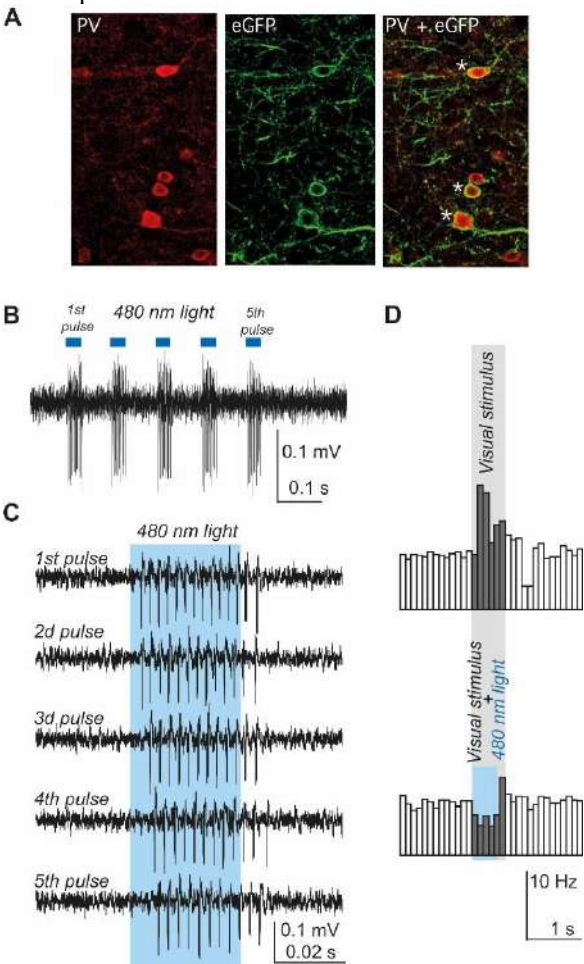 A
PV
eGFP
PV + eGFP
*
*
*
B
1st pulse
480 nm light
5th pulse
0.1 mV
0.1 s
C
480 nm light
1st pulse
2d pulse
3d pulse
4th pulse
5th pulse
0.1 mV
0.02 s
D
Visual stimulus
Visual stimulus
+
480 nm light
10 Hz
1 s